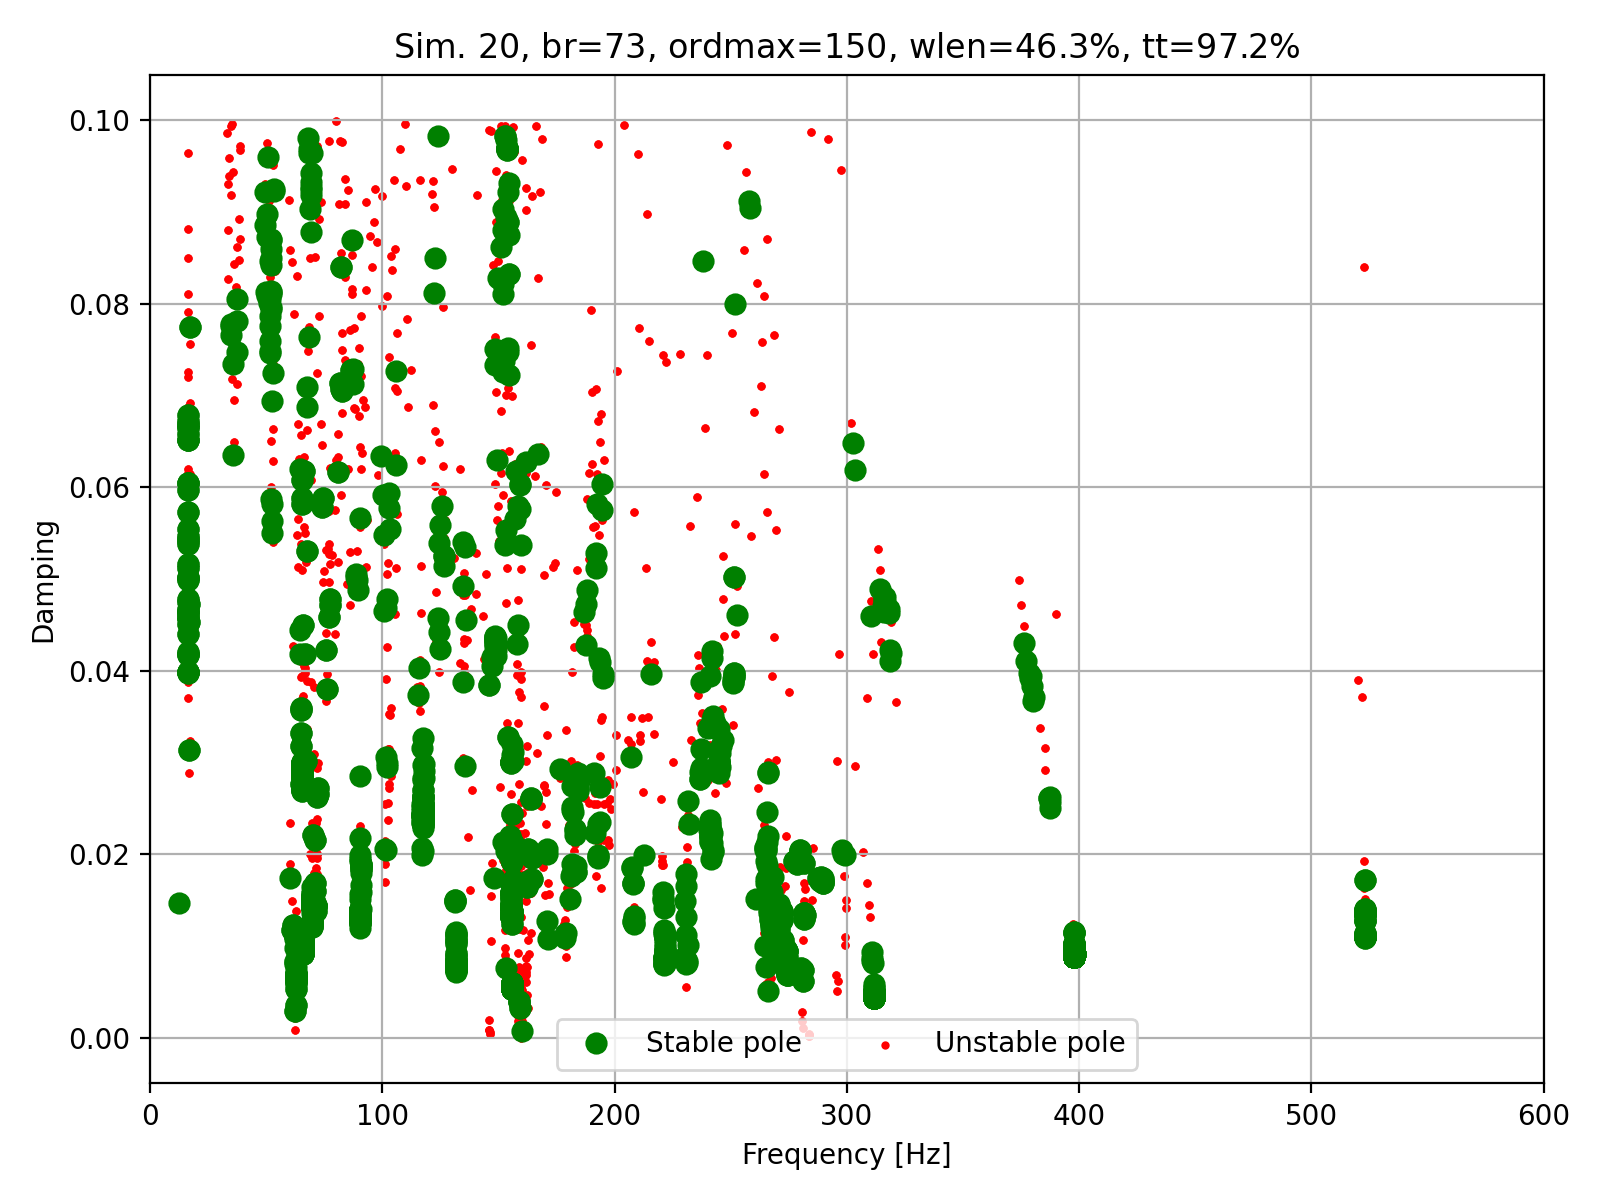 Sim. 20, br=73, ordmax=150, wlen=46.3%, tt=97.2%
0.10
0.08
0.06
0.04
0.02
0.00
Damping
Stable pole Unstable pole
0 100 200 300 400 500 600
Frequency [Hz]